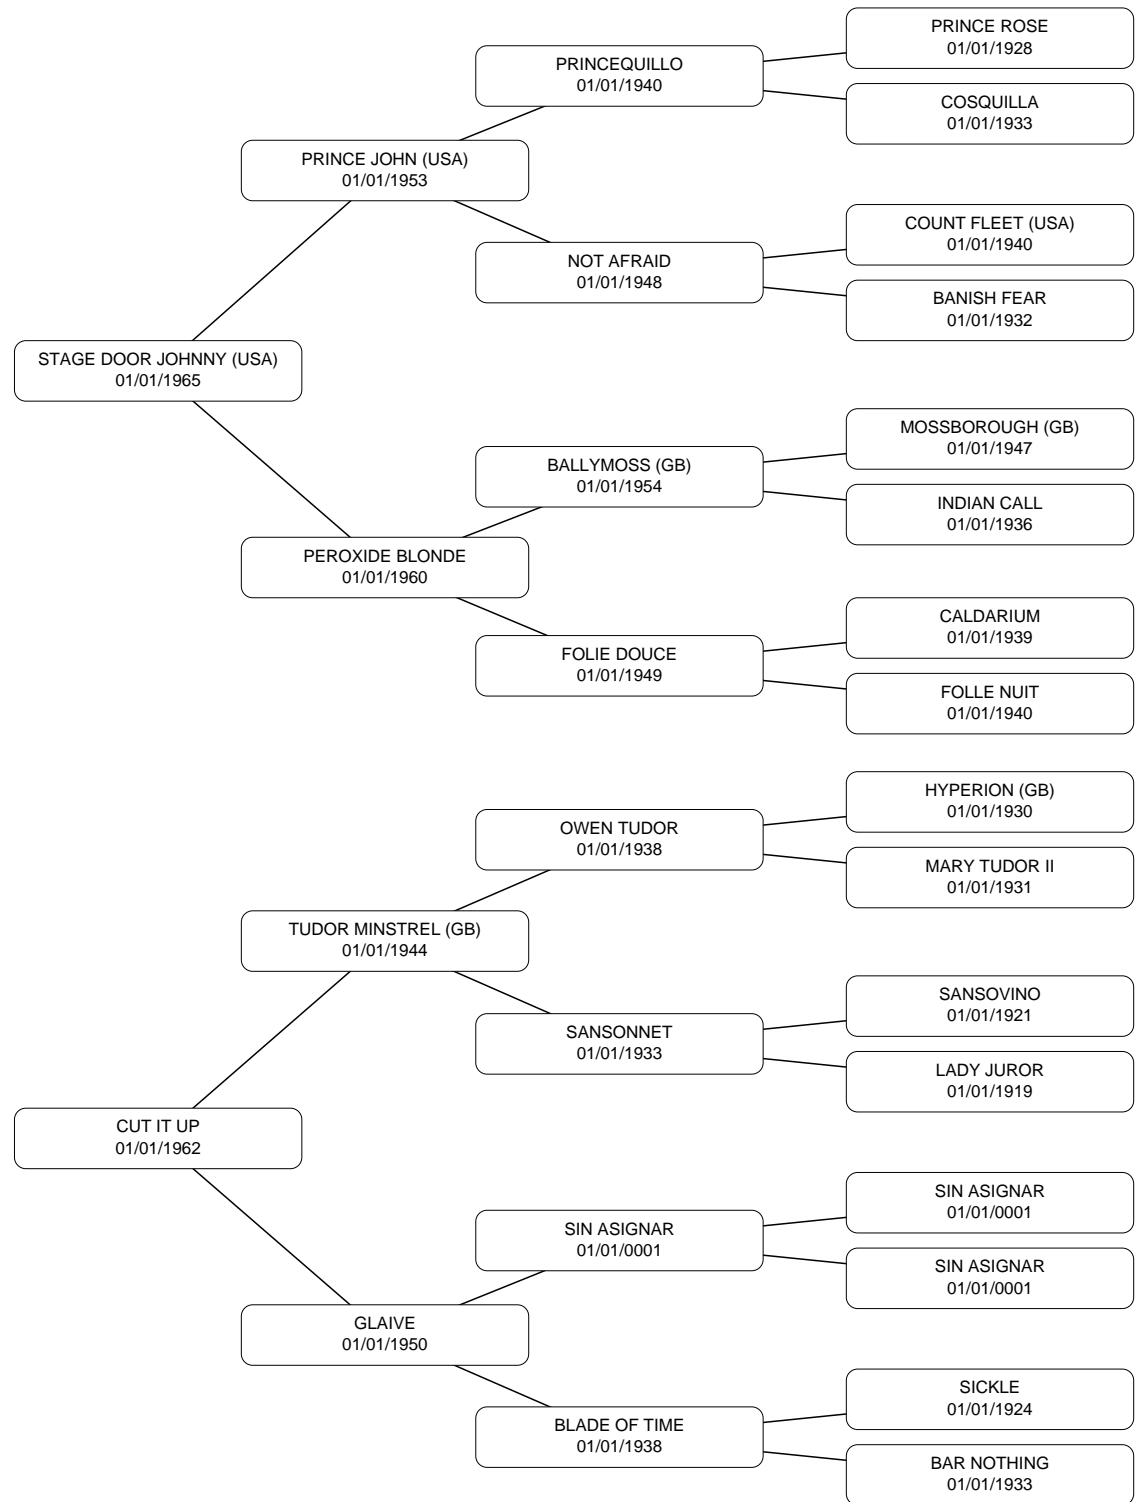 PRINCE ROSE
01/01/1928
PRINCEQUILLO
01/01/1940
COSQUILLA
01/01/1933
PRINCE JOHN (USA)
01/01/1953
COUNT FLEET (USA)
01/01/1940
NOT AFRAID
01/01/1948
BANISH FEAR
01/01/1932
STAGE DOOR JOHNNY (USA)
01/01/1965
MOSSBOROUGH (GB)
01/01/1947
BALLYMOSS (GB)
01/01/1954
INDIAN CALL
01/01/1936
PEROXIDE BLONDE
01/01/1960
CALDARIUM
01/01/1939
FOLIE DOUCE
01/01/1949
FOLLE NUIT
01/01/1940
HYPERION (GB)
01/01/1930
OWEN TUDOR
01/01/1938
MARY TUDOR II
01/01/1931
TUDOR MINSTREL (GB)
01/01/1944
SANSOVINO
01/01/1921
SANSONNET
01/01/1933
LADY JUROR
01/01/1919
CUT IT UP
01/01/1962
SIN ASIGNAR
01/01/0001
SIN ASIGNAR
01/01/0001
SIN ASIGNAR
01/01/0001
GLAIVE
01/01/1950
SICKLE
01/01/1924
BLADE OF TIME
01/01/1938
BAR NOTHING
01/01/1933